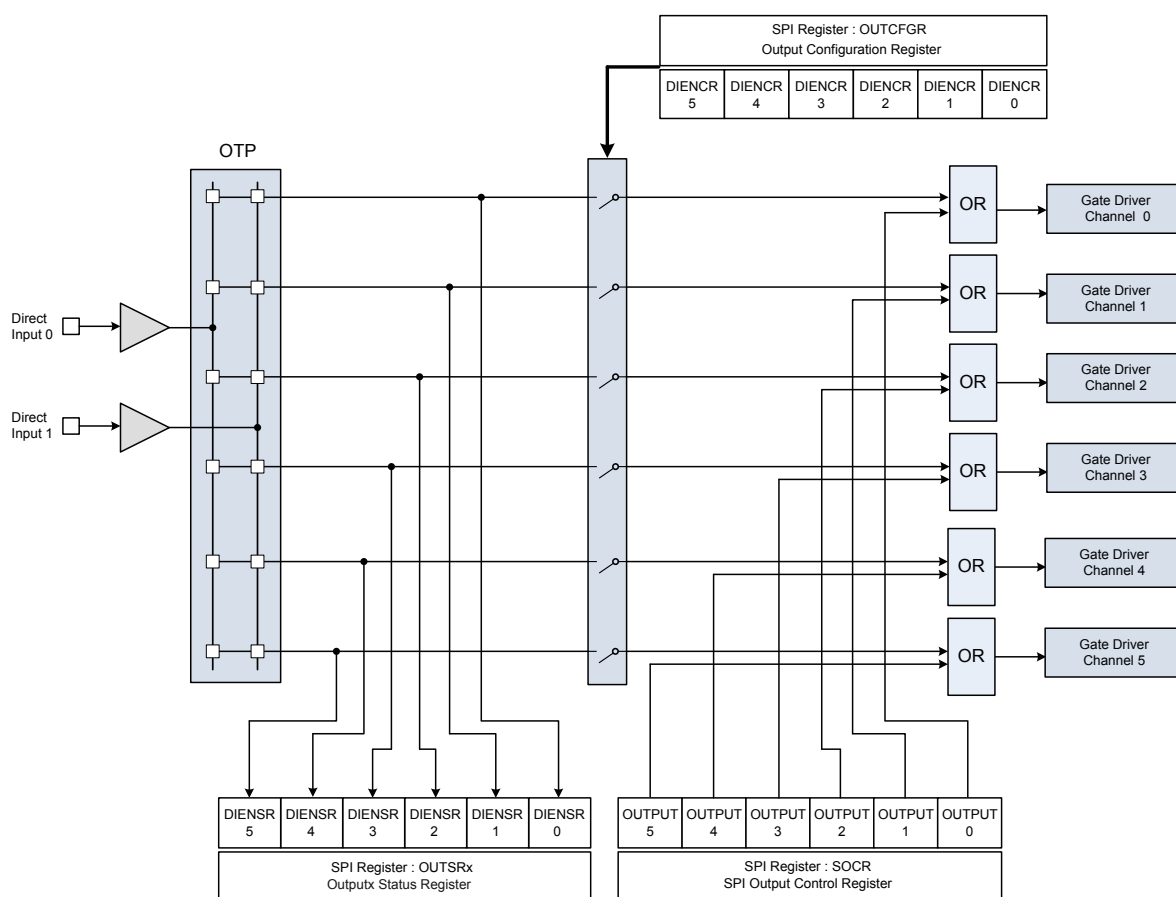 SPI Register : OUTCFGR
Output Configuration Register
DIENCR DIENCR DIENCR DIENCR DIENCR DIENCR
5 4 3 2 1 0
OTP
OR
Gate Driver
Channel 0
OR
Gate Driver
Channel 1
Direct
Input 0
OR
Gate Driver
Channel 2
Direct
Input 1
OR
Gate Driver
Channel 3
OR
Gate Driver
Channel 4
OR
Gate Driver
Channel 5
DIENSR DIENSR DIENSR DIENSR DIENSR DIENSR
5 4 3 2 1 0
SPI Register : OUTSRx
Outputx Status Register
OUTPUT OUTPUT OUTPUT OUTPUT OUTPUT OUTPUT
5 4 3 2 1 0
SPI Register : SOCR
SPI Output Control Register